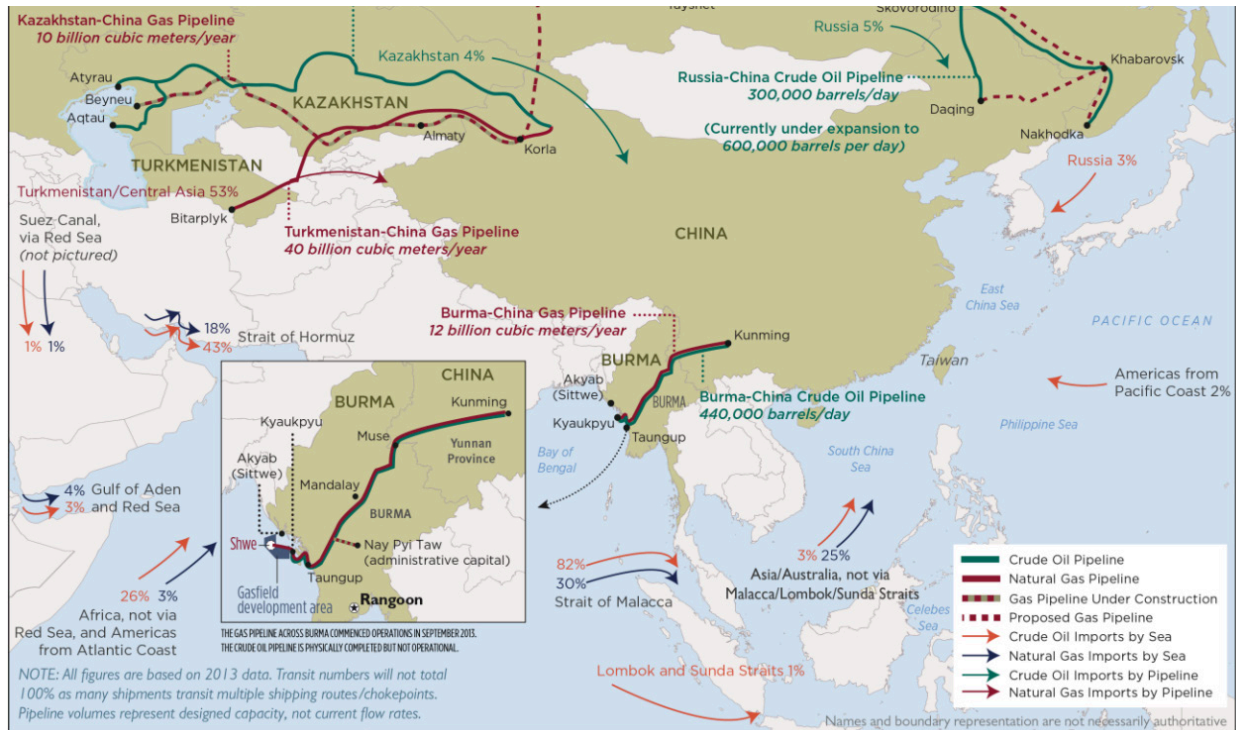 Tayshet
Skovorodino
Kazakhstan-China Gas Pipeline
10 billion cubic meters/year
Kazakhstan 4%
Russia 5%
Khabarovsk
Atyrau
Beyneu
Aqtau
KAZAKHSTAN
Almaty
Korla
Russia-China Crude Oil Pipeline
300,000 barrels/day
(Currently under expansion to
600,000 barrels per day)
Daqing
Nakhodka
Russia 3%
TURKMENISTAN
Turkmenistan/Central Asia 53%
Bitarplyk
Turkmenistan-China Gas Pipeline
40 billion cubic meters/year
CHINA
Suez Canal,
via Red Sea
(not pictured)
1%
1%
18%
43%
Strait of Hormuz
East
China Sea
PACIFIC OCEAN
Burma-China Gas Pipeline
12 billion cubic meters/year
Kunming
BURMA
BURMA
Akyab
(Sittwe)
Kyaukpyu
Taungup
Burma-China Crude Oil Pipeline
440,000 barrels/day
Taiwan
Americas from
Pacific Coast 2%
Philippine Sea
Bay of
Bengal
South China
Sea
CHINA
BURMA
Kunming
Kyaukpyu
Muse
Yunnan
Province
Akyab
(Sittwe)
Mandalay
BURMA
Shwe
Nay Pyi Taw
(administrative capital)
Taungup
Gasfield
development area
Rangoon
THE GAS PIPELINE ACROSS BURMA COMMENCED OPERATIONS IN SEPTEMBER 2013.
THE CRUDE OIL PIPELINE IS PHYSICALLY COMPLETED BUT NOT OPERATIONAL.
4%
3%
Gulf of Aden
and Red Sea
26%
3%
Africa, not via
Red Sea, and Americas
from Atlantic Coast
82%
30%
Strait of Malacca
3%
25%
Asia/Australia, not via
Malacca/Lombok/Sunda Straits
Celebes
Sea
Lombok and Sunda Straits 1%
Crude Oil Pipeline
Natural Gas Pipeline
Gas Pipeline Under Construction
Proposed Gas Pipeline
Crude Oil Imports by Sea
Natural Gas Imports by Sea
Crude Oil Imports by Pipeline
Natural Gas Imports by Pipeline
NOTE: All figures are based on 2013 data. Transit numbers will not total
100% as many shipments transit multiple shipping routes/chokepoints.
Pipeline volumes represent designed capacity, not current flow rates.
Names and boundary representation are not necessarily authoritative